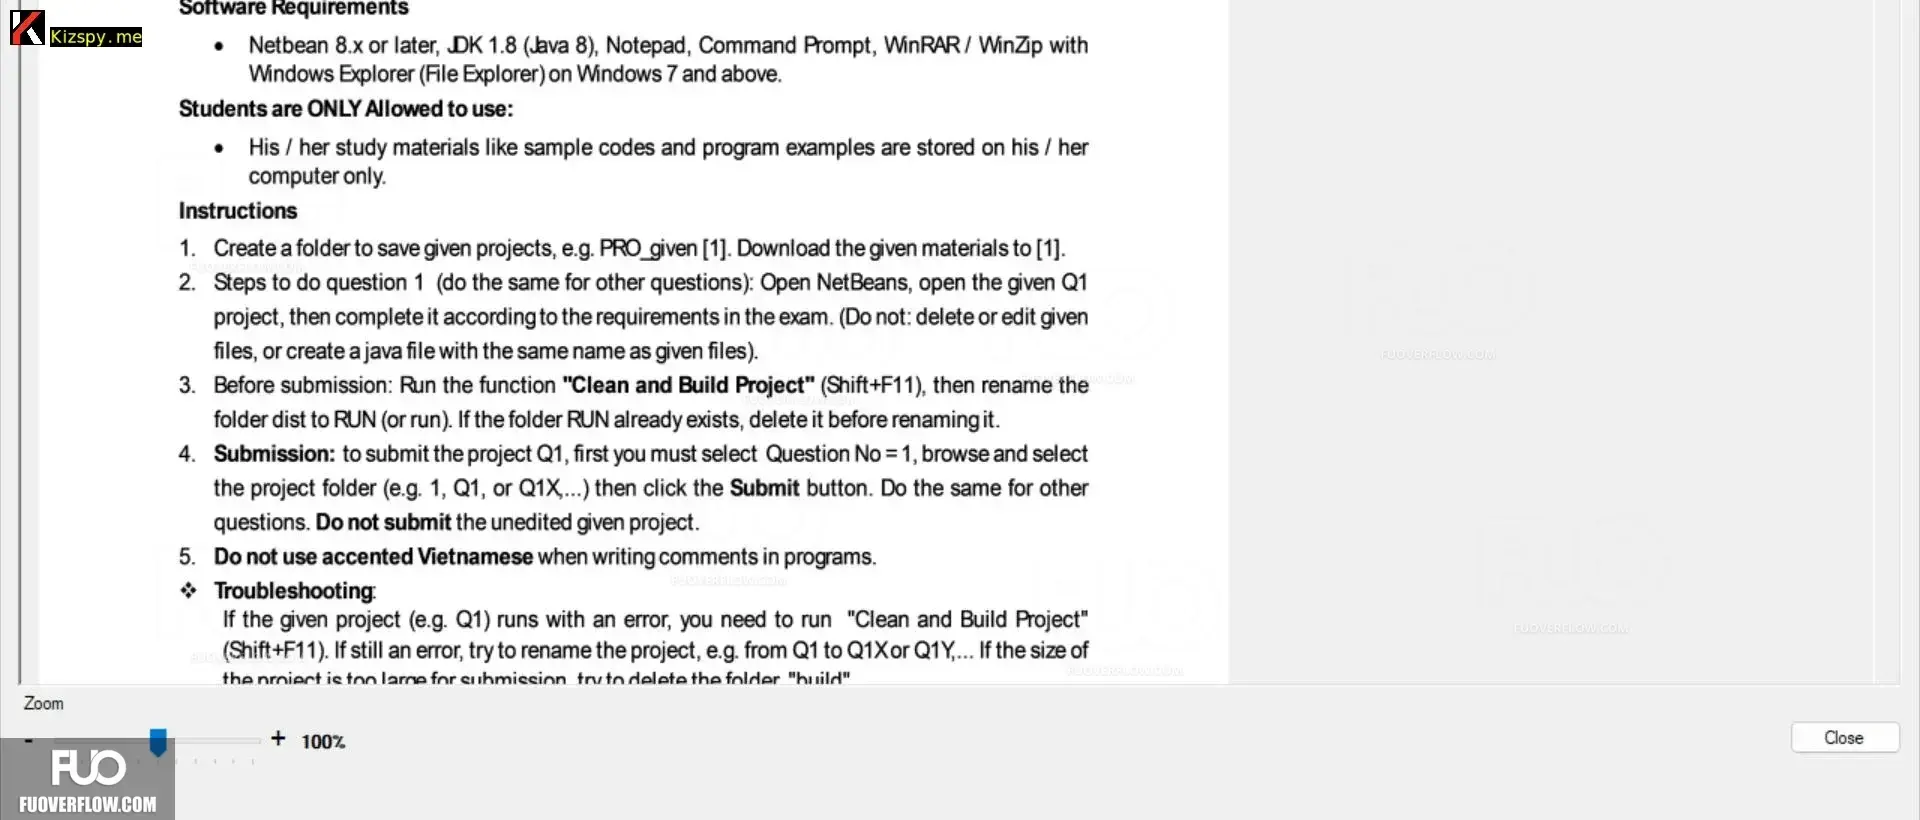 Software Requirements
Kizspy.me
• Netbean 8.x or later, JDK 1.8 (Java 8), Notepad, Command Prompt, WinRAR / WinZip with
Windows Explorer (File Explorer) on Windows 7 and above.
Students are ONLY Allowed to use:
• His / her study materials like sample codes and program examples are stored on his / her
computer only.
Instructions
1. Create a folder to save given projects, e.g. PRO_given [1]. Download the given materials to [1].
2. Steps to do question 1 (do the same for other questions): Open NetBeans, open the given Q1
project, then complete it according to the requirements in the exam. (Do not: delete or edit given
files, or create a java file with the same name as given files).
3. Before submission: Run the function "Clean and Build Project" (Shift+F11), then rename the
folder dist to RUN (or run). If the folder RUN already exists, delete it before renaming it.
4. Submission: to submit the project Q1, first you must select Question No = 1, browse and select
the project folder (e.g. 1, Q1, or Q1X,...) then click the Submit button. Do the same for other
questions. Do not submit the unedited given project.
5. Do not use accented Vietnamese when writing comments in programs.
❖ Troubleshooting:
If the given project (e.g. Q1) runs with an error, you need to run "Clean and Build Project"
(Shift+F11). If still an error, try to rename the project, e.g. from Q1 to Q1X or Q1Y,... If the size of
the project is too large for submission, try to delete the folder "build"
FUOVERFLOW.COM
FUOVERFLOW.COM
Zoom
- + 100%
Close
FUO
FUOVERFLOW.COM